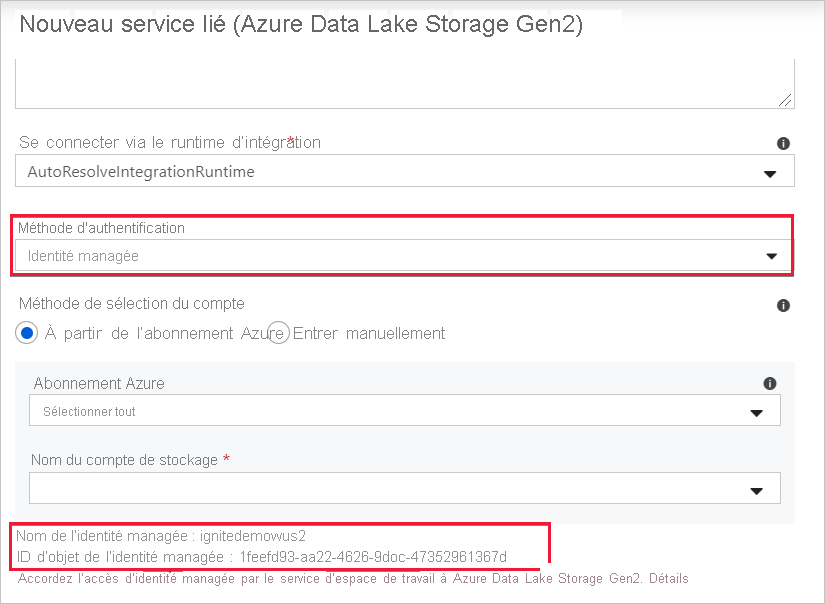 Nouveau service lié (Azure Data Lake Storage Gen2)
Se connecter via le runtime d'intégration *
AutoResolveIntegrationRuntime
Méthode d'authentification
Identité managée
Méthode de sélection du compte
À partir de l'abonnement Azure Entrer manuellement
Abonnement Azure
Sélectionner tout
Nom du compte de stockage *
Nom de l'identité managée : ignitedemowus2
ID d'objet de l'identité managée : 1feefd93-aa22-4626-9doc-47352961367d
Accordez l'accès d'identité managée par le service d'espace de travail à Azure Data Lake Storage Gen2. Détails